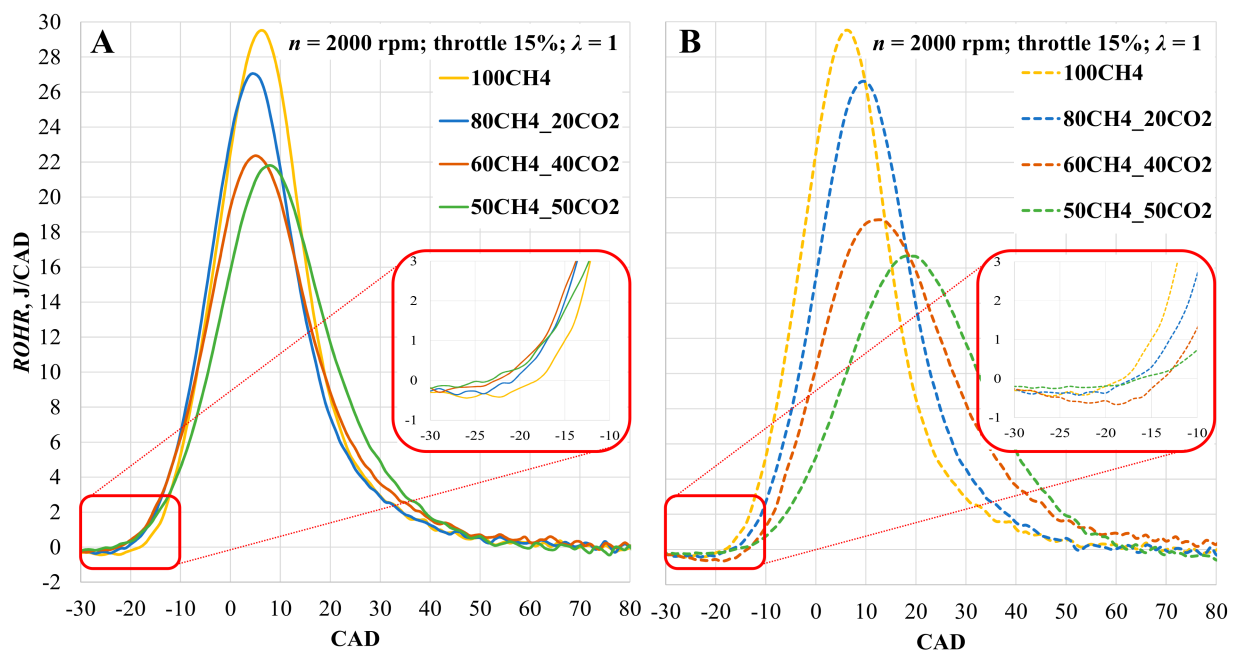 A
n = 2000 rpm; throttle 15%; λ = 1
100CH4
80CH4_20CO2
60CH4_40CO2
50CH4_50CO2
ROHR, J/CAD
30
28
26
24
22
20
18
16
14
12
10
8
6
4
2
0
-2
-30 -20 -10 0 10 20 30 40 50 60 70 80
CAD
3
2
1
0
-1
-30 -25 -20 -15 -10
B
n = 2000 rpm; throttle 15%; λ = 1
100CH4
80CH4_20CO2
60CH4_40CO2
50CH4_50CO2
3
2
1
0
-1
-30 -25 -20 -15 -10
-30 -20 -10 0 10 20 30 40 50 60 70 80
CAD